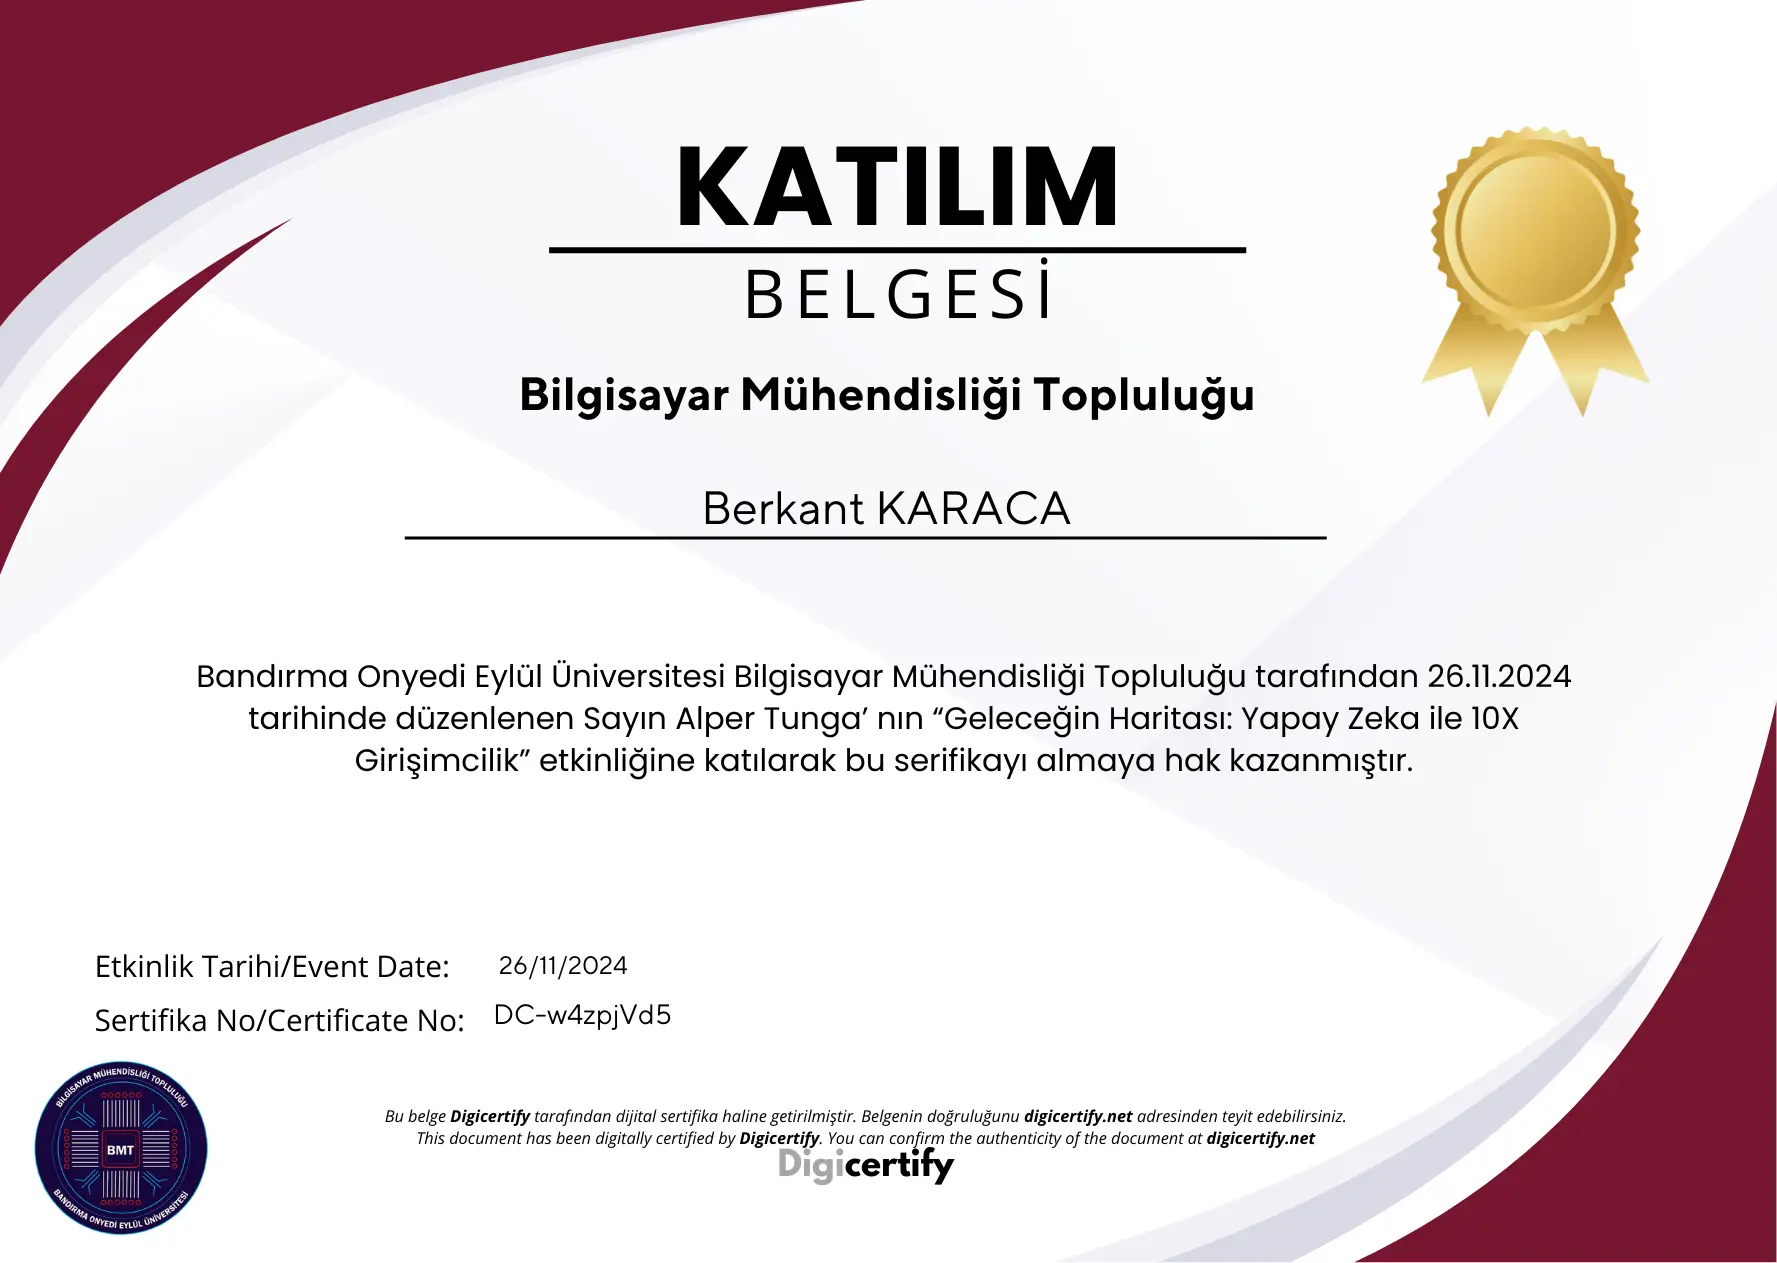 KATILIM
BELGESİ
Bilgisayar Mühendisliği Topluluğu
Berkant KARACA
Bandırma Onyedi Eylül Üniversitesi Bilgisayar Mühendisliği Topluluğu tarafından 26.11.2024
tarihinde düzenlenen Sayın Alper Tunga’ nın “Geleceğin Haritası: Yapay Zeka ile 10X
Girişimcilik” etkinliğine katılarak bu serifikayı almaya hak kazanmıştır.
Etkinlik Tarihi/Event Date: 26/11/2024
Sertifika No/Certificate No: DC-w4zpjVd5
BİLGİSAYAR MÜHENDİSLİĞİ TOPLULUĞU
BMT
BANDIRMA ONYEDİ EYLÜL ÜNİVERSİTESİ
Bu belge Digicertify tarafından dijital sertifika haline getirilmiştir. Belgenin doğruluğunu digicertify.net adresinden teyit edebilirsiniz.
This document has been digitally certified by Digicertify. You can confirm the authenticity of the document at digicertify.net
Digicertify